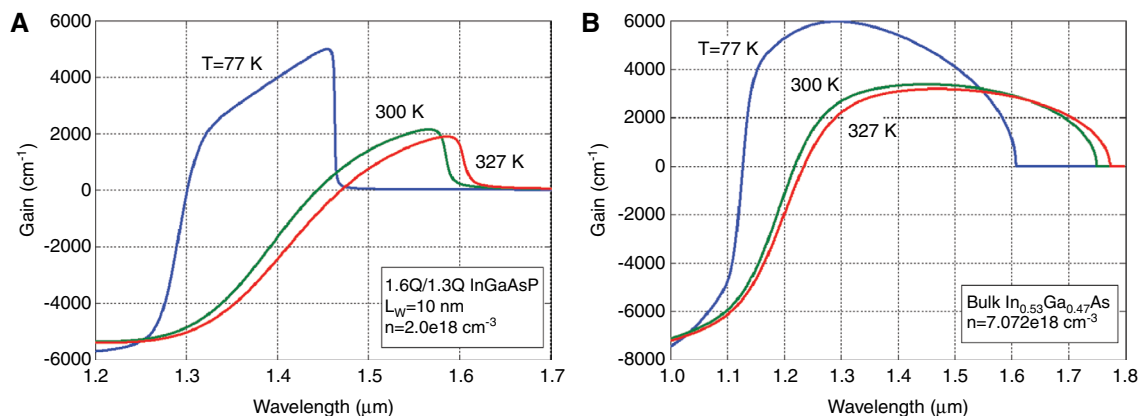 A
6000
4000
2000
0
-2000
-4000
-6000
Gain (cm⁻¹)
T=77 K
300 K
327 K
1.6Q/1.3Q InGaAsP
L_W=10 nm
n=2.0e18 cm⁻³
1.2 1.3 1.4 1.5 1.6 1.7
Wavelength (μm)
B
6000
4000
2000
0
-2000
-4000
-6000
-8000
Gain (cm⁻¹)
T=77 K
300 K
327 K
Bulk In₀.₅₃Ga₀.₄₇As
n=7.072e18 cm⁻³
1.0 1.1 1.2 1.3 1.4 1.5 1.6 1.7 1.8
Wavelength (μm)